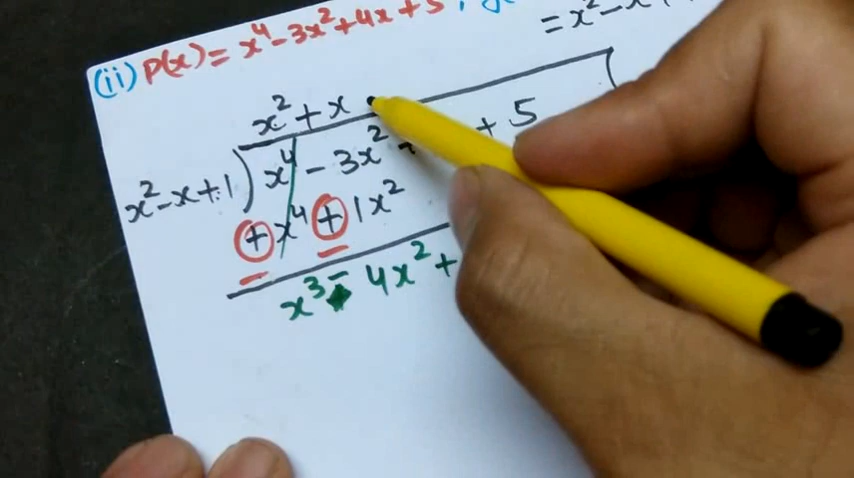 = x² - x
(ii) P(x) = x⁴ - 3x² + 4x + 5,
x² + x
x² - x + 1 ) x⁴ - 3x² + 5
+ x⁴ + 1x²
- -
x³ - 4x² +